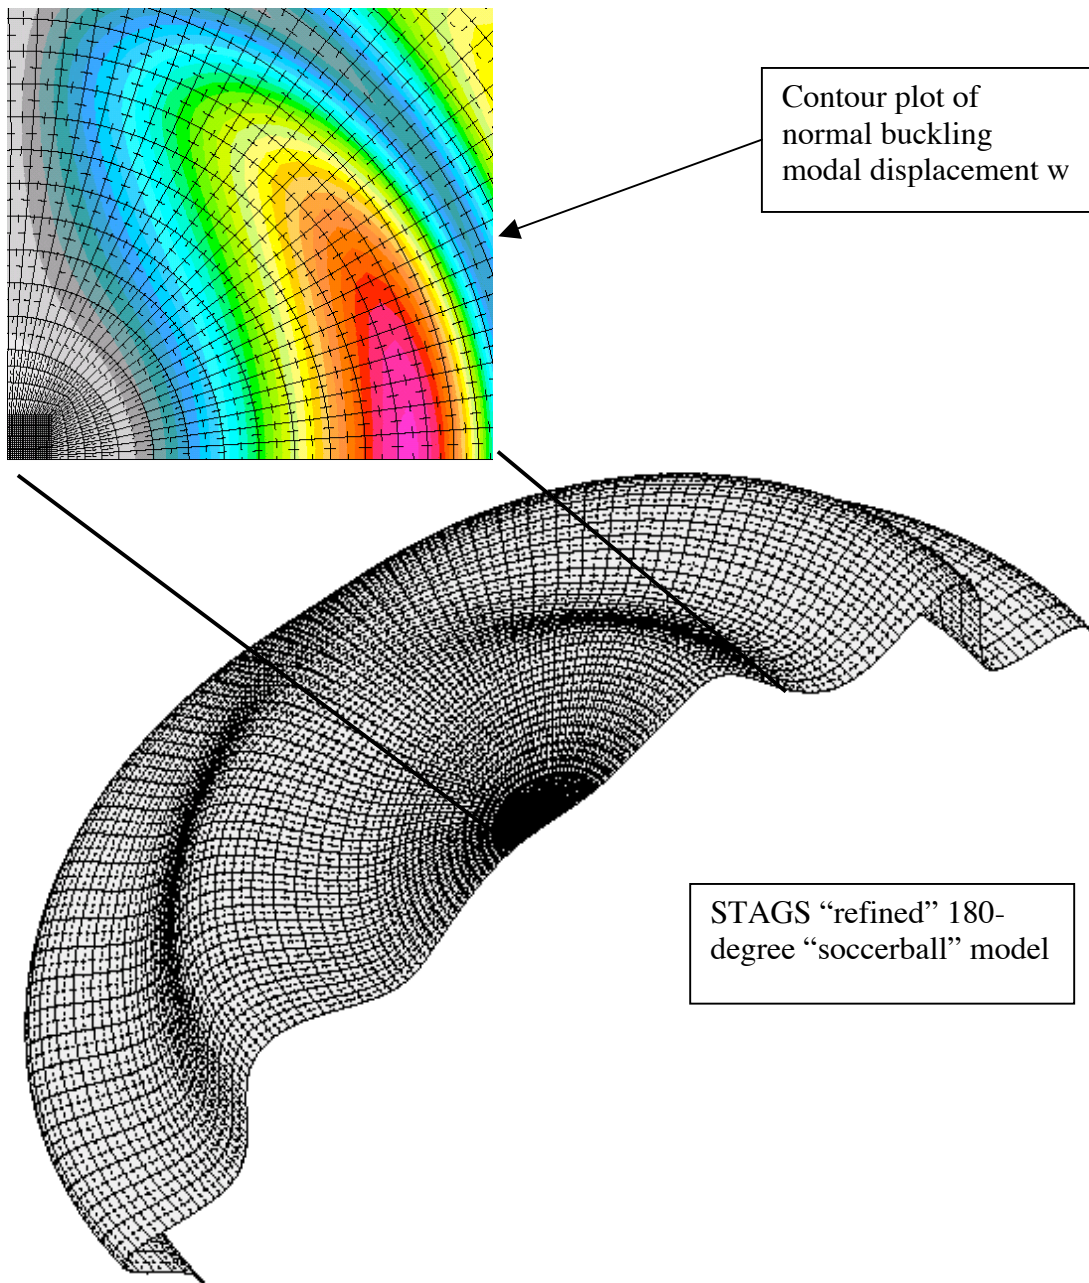 Contour plot of
normal buckling
modal displacement w
STAGS “refined” 180-
degree “soccerball” model